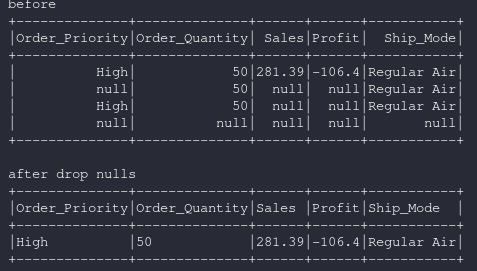 before
+--------------+--------------+------+------+-----------+
|Order_Priority|Order_Quantity| Sales|Profit|  Ship_Mode|
+--------------+--------------+------+------+-----------+
|          High|            50|281.39|-106.4|Regular Air|
|          null|            50|  null|  null|Regular Air|
|          High|            50|  null|  null|Regular Air|
|          null|          null|  null|  null|       null|
+--------------+--------------+------+------+-----------+
after drop nulls
+--------------+--------------+------+------+-----------+
|Order_Priority|Order_Quantity|Sales |Profit|Ship_Mode  |
+--------------+--------------+------+------+-----------+
|High          |50            |281.39|-106.4|Regular Air|
+--------------+--------------+------+------+-----------+